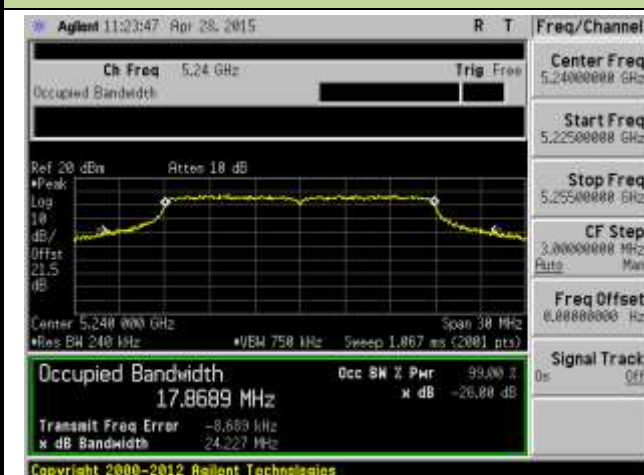 Agilent 11:23:47 Apr 28, 2015 R T
Freq/Channel
Ch Freq 5.24 GHz Trig Free
Occupied Bandwidth
Center Freq
5.24000000 GHz
Start Freq
5.22500000 GHz
Stop Freq
5.25500000 GHz
CF Step
3.00000000 MHz
Auto Man
Freq Offset
0.00000000 Hz
Signal Track
On Off
Ref 20 dBm Atten 10 dB
•Peak
Log
10
dB/
Offst
21.5
dB
Center 5.240 000 GHz Span 30 MHz
•Res BW 240 kHz •VBW 750 kHz Sweep 1.067 ms (2001 pts)
Occupied Bandwidth
17.8689 MHz
Occ BW % Pwr 99.00 %
x dB -26.00 dB
Transmit Freq Error -8.689 kHz
x dB Bandwidth 24.227 MHz
Copyright 2000-2012 Agilent Technologies